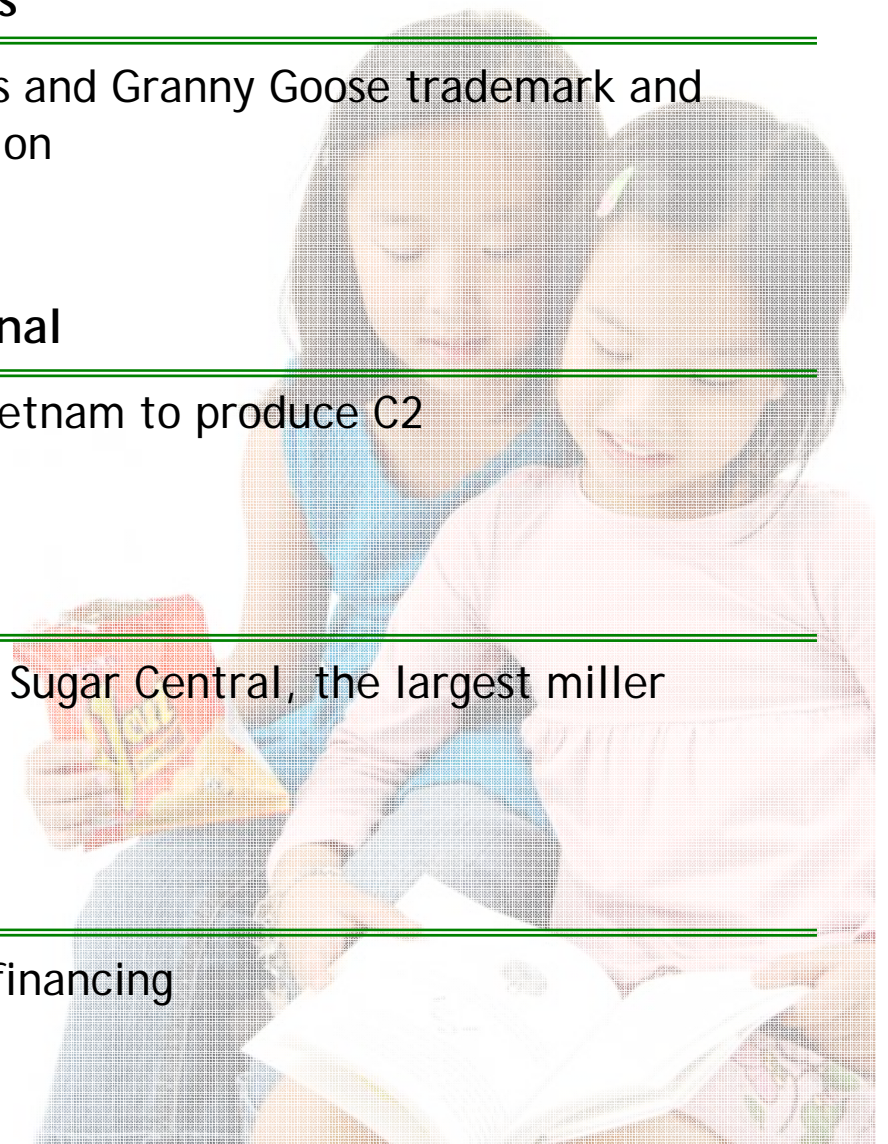 s
s and Granny Goose trademark and
on
nal
etnam to produce C2
Sugar Central, the largest miller
financing